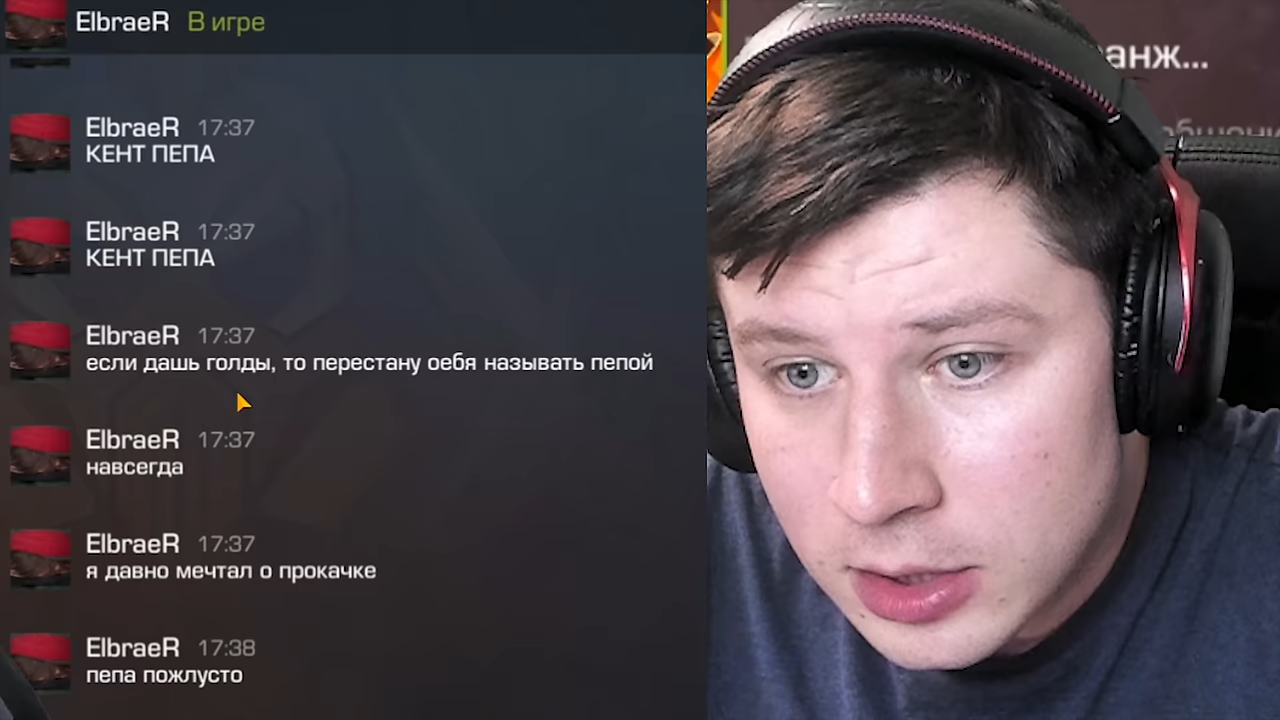 ElbraeR В игре
ElbraeR 17:37
КЕНТ ПЕПА
ElbraeR 17:37
КЕНТ ПЕПА
ElbraeR 17:37
если дашь голды, то перестану оебя называть пепой
ElbraeR 17:37
навсегда
ElbraeR 17:37
я давно мечтал о прокачке
ElbraeR 17:38
пепа пожлусто
анж...